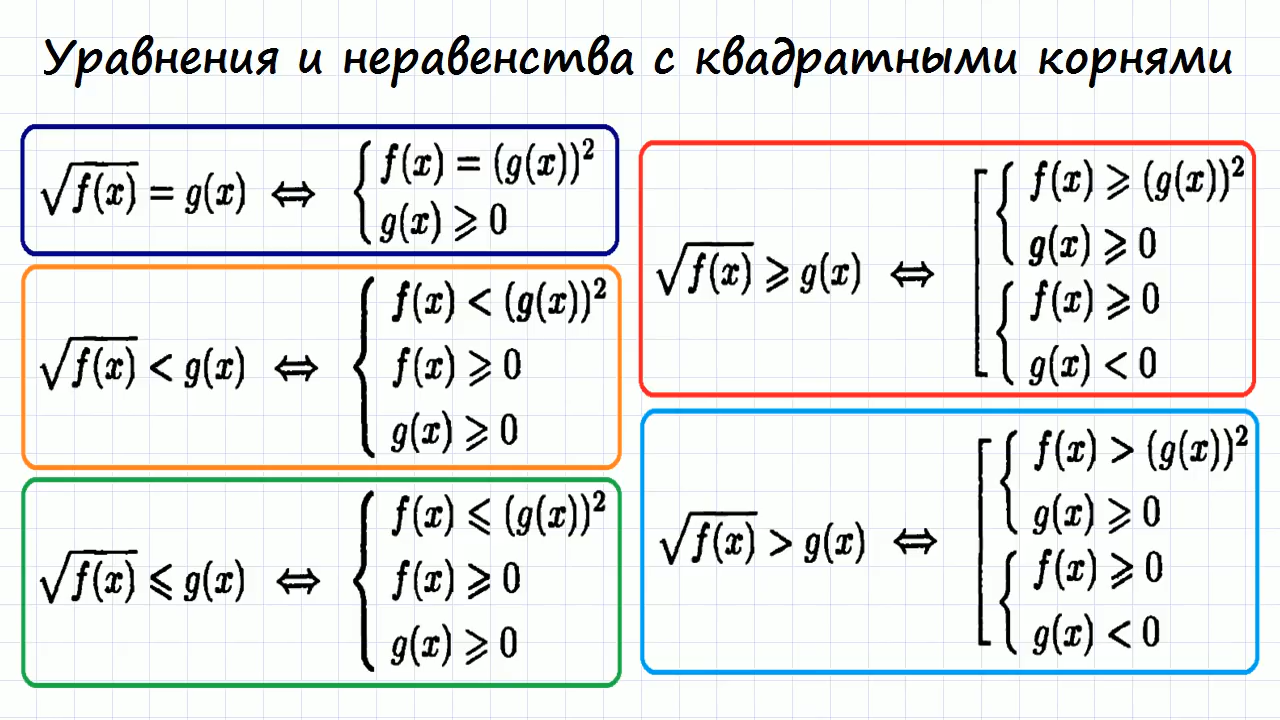 Уравнения и неравенства с квадратными корнями
√f(x) = g(x) ⇔ { f(x) = (g(x))²
g(x) ⩾ 0
√f(x) < g(x) ⇔ { f(x) < (g(x))²
f(x) ⩾ 0
g(x) ⩾ 0
√f(x) ⩽ g(x) ⇔ { f(x) ⩽ (g(x))²
f(x) ⩾ 0
g(x) ⩾ 0
√f(x) ⩾ g(x) ⇔ [ { f(x) ⩾ (g(x))²
g(x) ⩾ 0
{ f(x) ⩾ 0
g(x) < 0
√f(x) > g(x) ⇔ [ { f(x) > (g(x))²
g(x) ⩾ 0
{ f(x) ⩾ 0
g(x) < 0